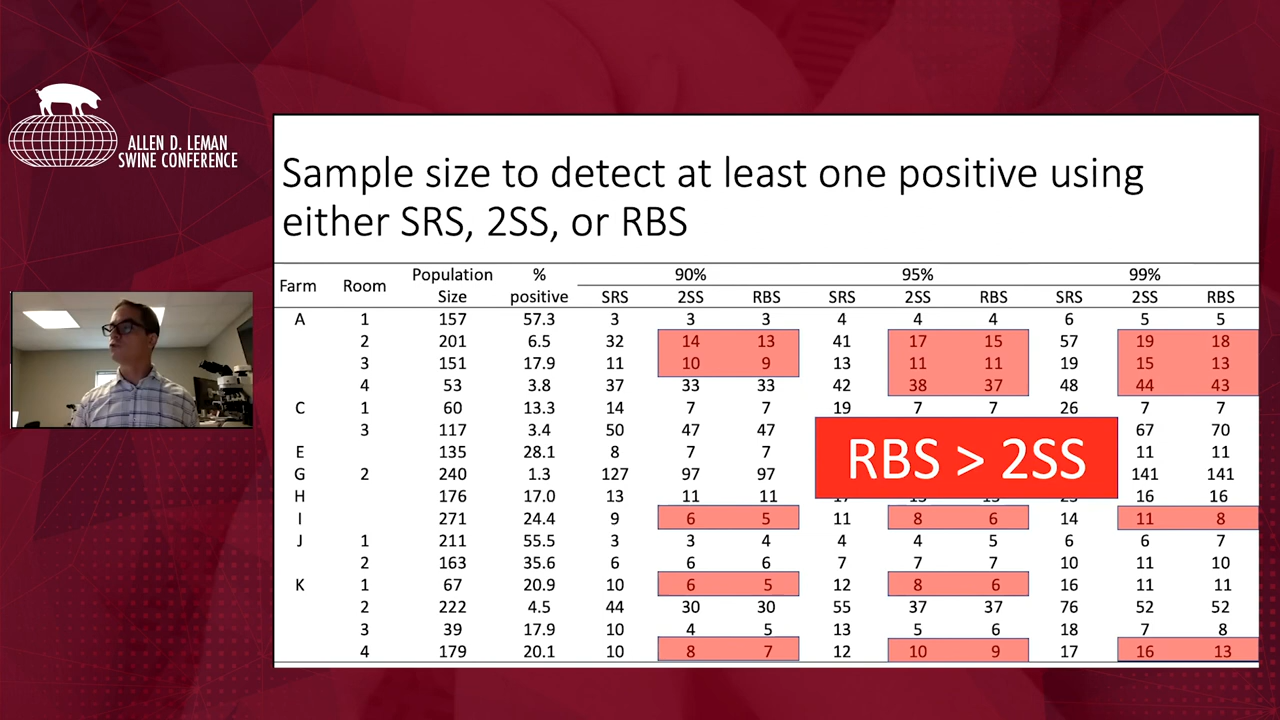 ALLEN D. LEMAN
SWINE CONFERENCE
Sample size to detect at least one positive using
either SRS, 2SS, or RBS
Farm Room Population Size % positive 90% 95% 99%
SRS 2SS RBS SRS 2SS RBS SRS 2SS RBS
A 1 157 57.3 3 3 3 4 4 4 6 5 5
2 201 6.5 32 14 13 41 17 15 57 19 18
3 151 17.9 11 10 9 13 11 11 19 15 13
4 53 3.8 37 33 33 42 38 37 48 44 43
C 1 60 13.3 14 7 7 19 7 7 26 7 7
3 117 3.4 50 47 47 67 70
E 135 28.1 8 7 7 11 11
RBS > 2SS
G 2 240 1.3 127 97 97 141 141
H 176 17.0 13 11 11 16 16
I 271 24.4 9 6 5 11 8 6 14 11 8
J 1 211 55.5 3 3 4 4 4 5 6 6 7
2 163 35.6 6 6 6 7 7 7 10 11 10
K 1 67 20.9 10 6 5 12 8 6 16 11 11
2 222 4.5 44 30 30 55 37 37 76 52 52
3 39 17.9 10 4 5 13 5 6 18 7 8
4 179 20.1 10 8 7 12 10 9 17 16 13